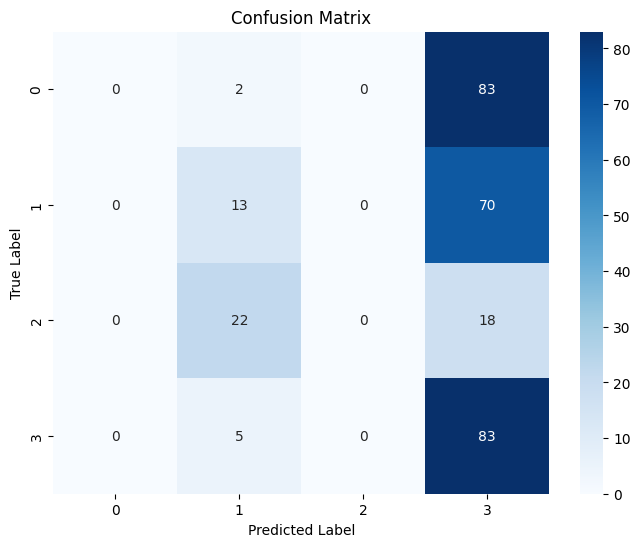 Confusion Matrix
True Label
0 0 2 0 83
1 0 13 0 70
2 0 22 0 18
3 0 5 0 83
0 1 2 3
Predicted Label
80
70
60
50
40
30
20
10
0